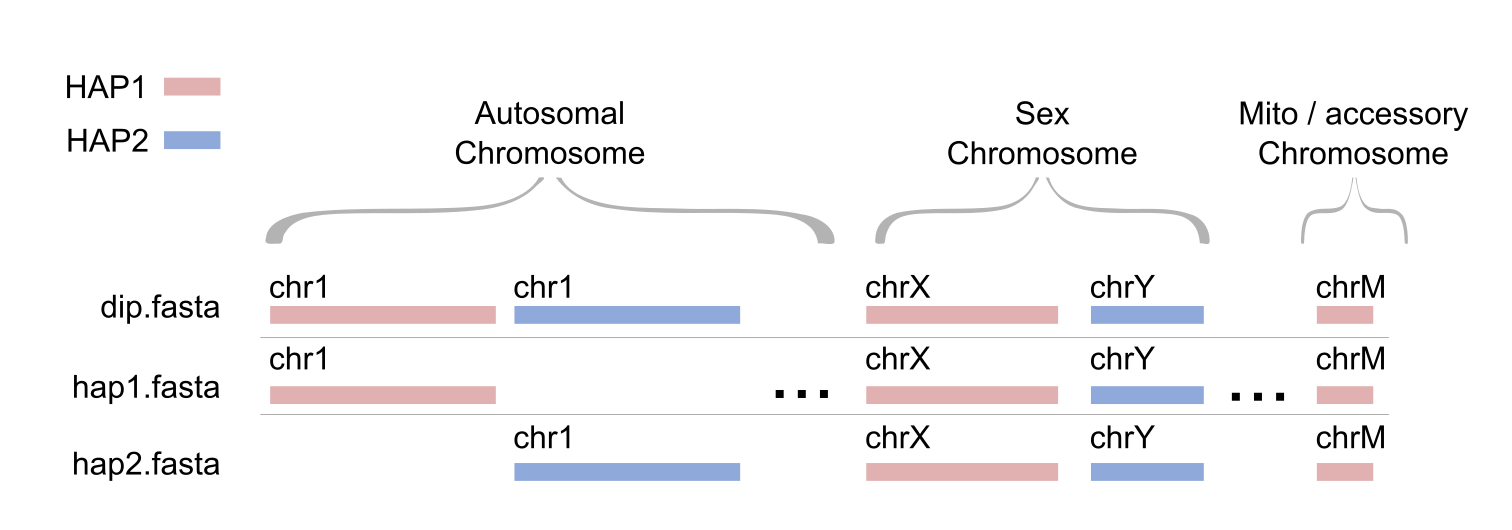 HAP1
HAP2
Autosomal
Chromosome
Sex
Chromosome
Mito / accessory
Chromosome
dip.fasta
chr1 chr1 chrX chrY chrM
hap1.fasta
chr1 chrX chrY chrM
...
...
hap2.fasta
chr1 chrX chrY chrM